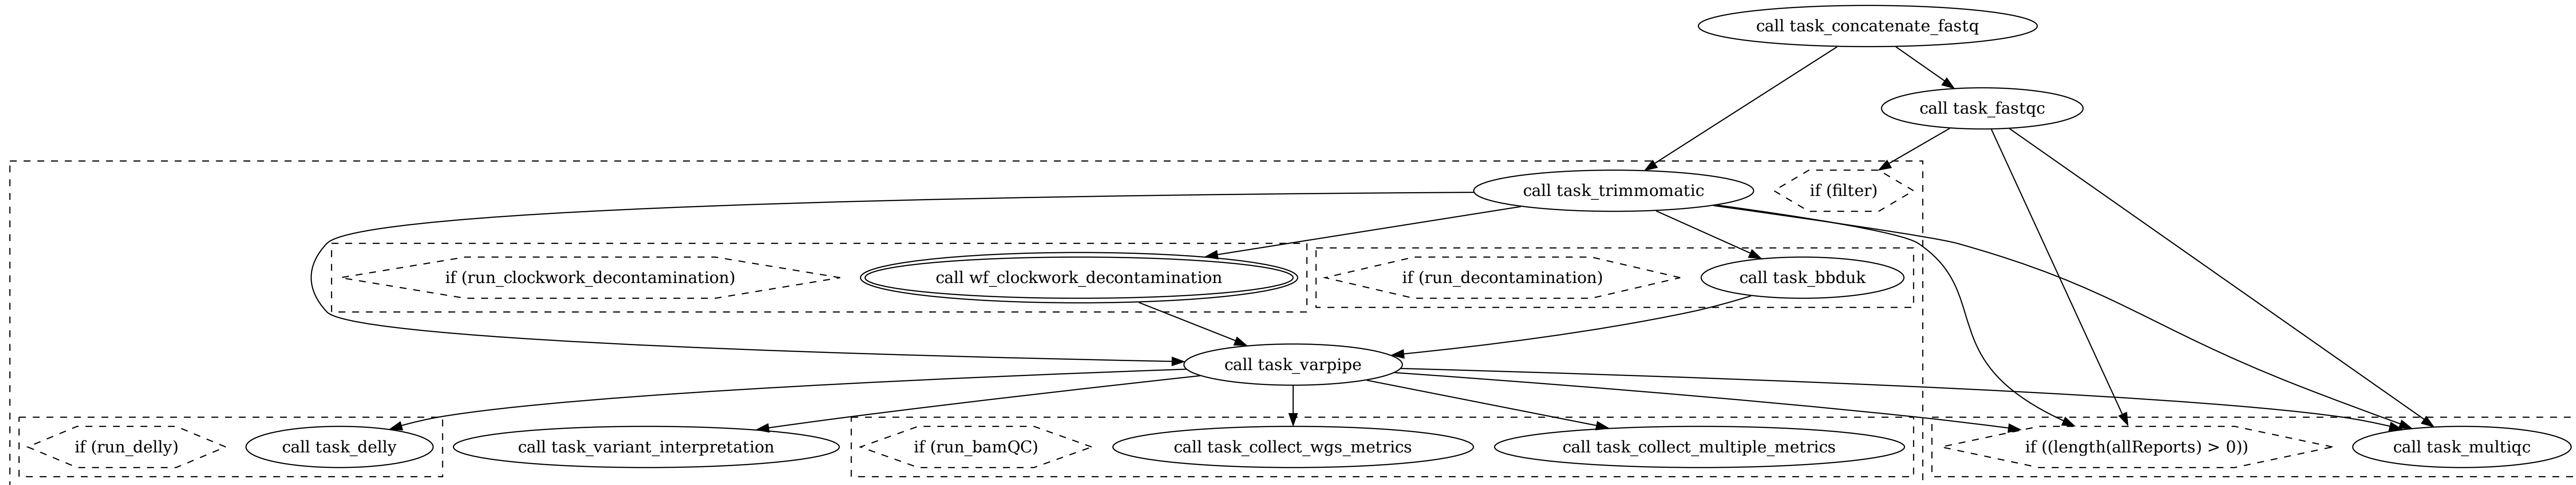 call task_concatenate_fastq
call task_fastqc
call task_trimmomatic
if (filter)
if (run_clockwork_decontamination)
call wf_clockwork_decontamination
if (run_decontamination)
call task_bbduk
call task_varpipe
if (run_delly)
call task_delly
call task_variant_interpretation
if (run_bamQC)
call task_collect_wgs_metrics
call task_collect_multiple_metrics
if ((length(allReports) > 0))
call task_multiqc